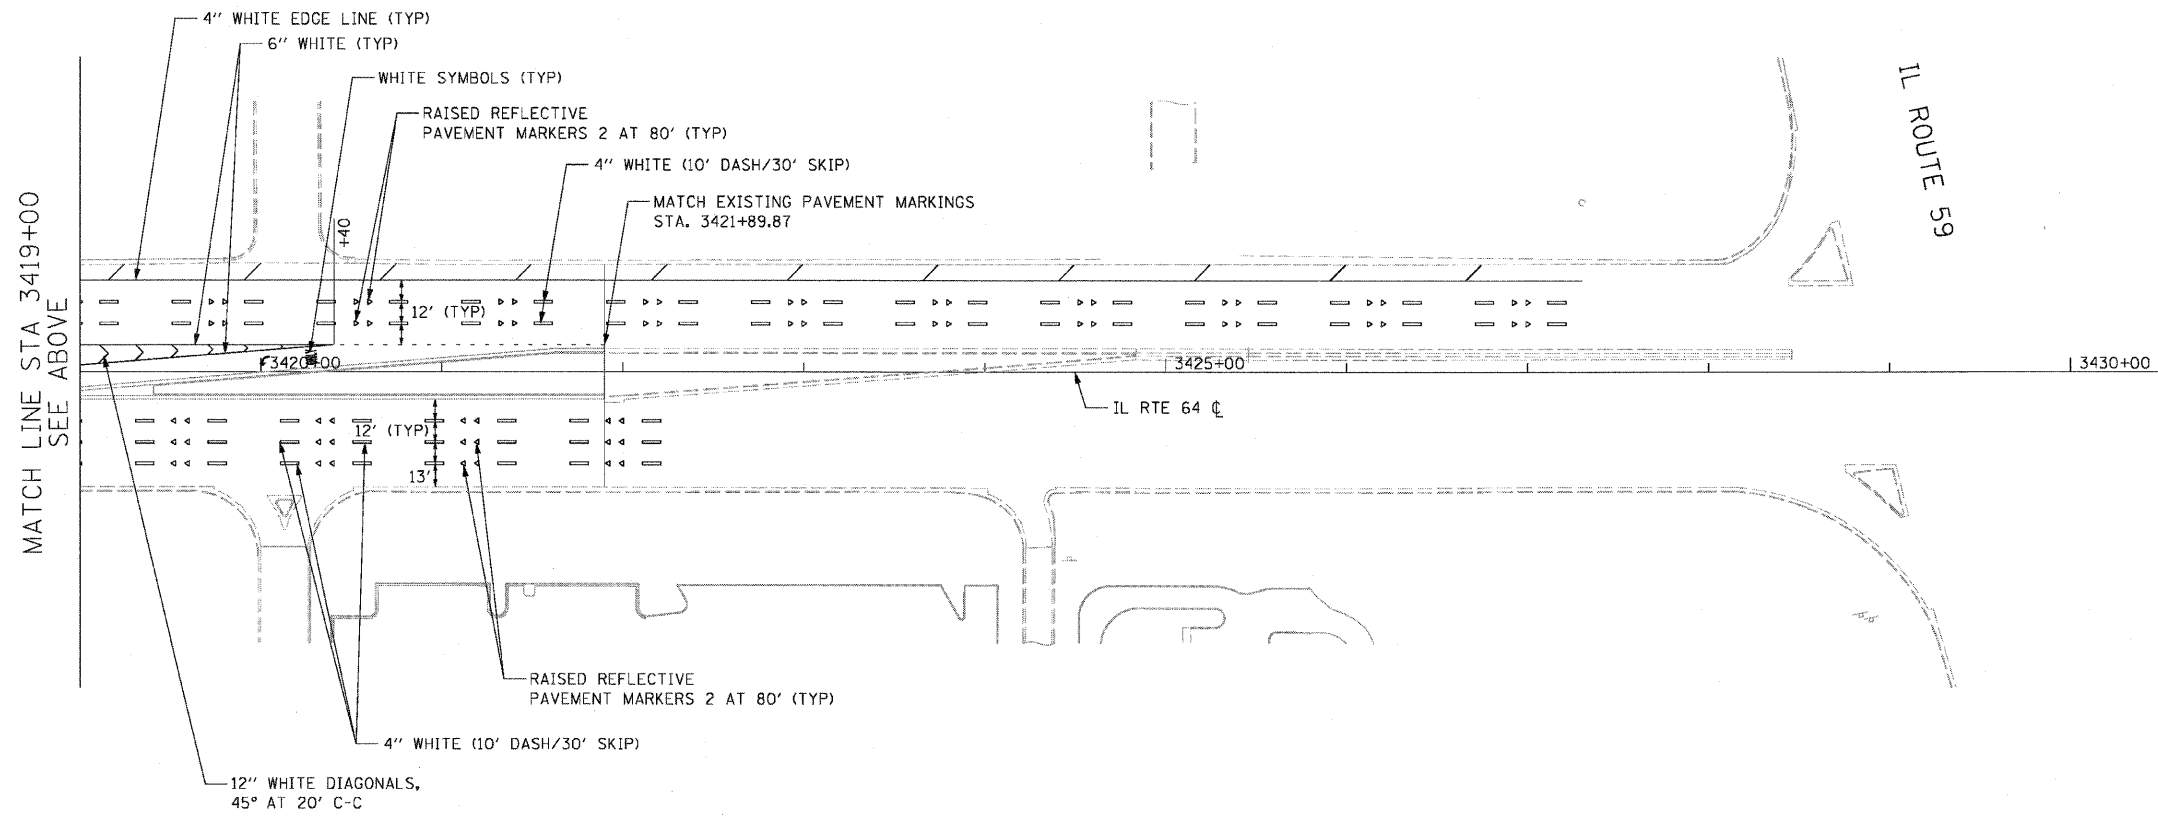 4" WHITE EDGE LINE (TYP)
6" WHITE (TYP)
WHITE SYMBOLS (TYP)
RAISED REFLECTIVE
PAVEMENT MARKERS 2 AT 80' (TYP)
4" WHITE (10' DASH/30' SKIP)
MATCH EXISTING PAVEMENT MARKINGS
STA. 3421+89.87
IL ROUTE 59
MATCH LINE STA 3419+00
SEE ABOVE
+40
12' (TYP)
3420+00
3425+00
3430+00
IL RTE 64 ℄
12' (TYP)
13'
RAISED REFLECTIVE
PAVEMENT MARKERS 2 AT 80' (TYP)
4" WHITE (10' DASH/30' SKIP)
12" WHITE DIAGONALS,
45° AT 20' C-C